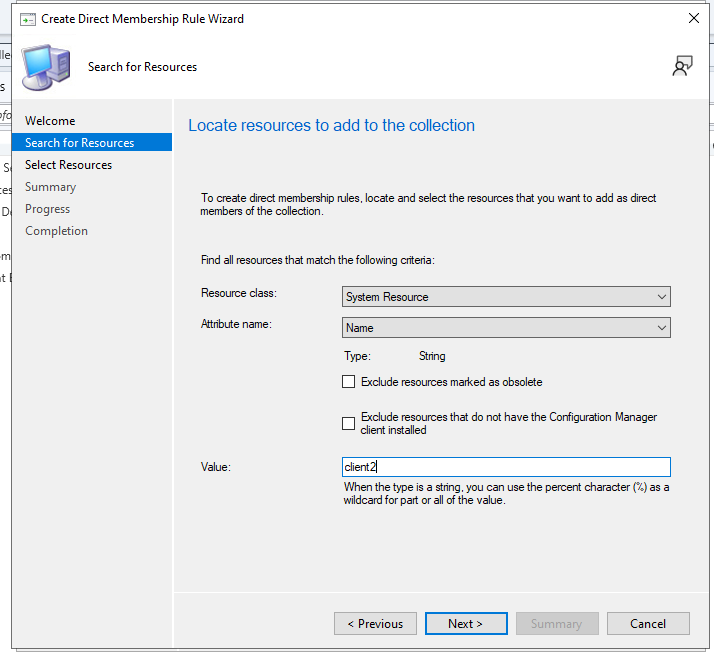 Create Direct Membership Rule Wizard
Search for Resources
Welcome
Search for Resources
Select Resources
Summary
Progress
Completion
Locate resources to add to the collection
To create direct membership rules, locate and select the resources that you want to add as direct
members of the collection.
Find all resources that match the following criteria:
Resource class:
System Resource
Attribute name:
Name
Type:
String
Exclude resources marked as obsolete
Exclude resources that do not have the Configuration Manager
client installed
Value:
client2
When the type is a string, you can use the percent character (%) as a
wildcard for part or all of the value.
< Previous
Next >
Summary
Cancel